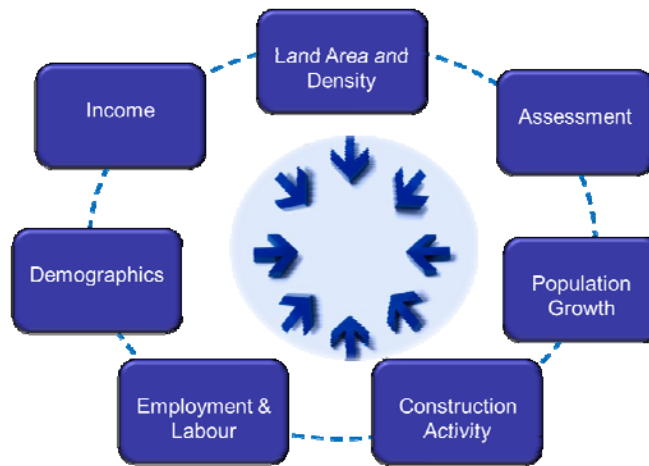 Land Area and
Density
Income
Assessment
Demographics
Population
Growth
Employment &
Labour
Construction
Activity